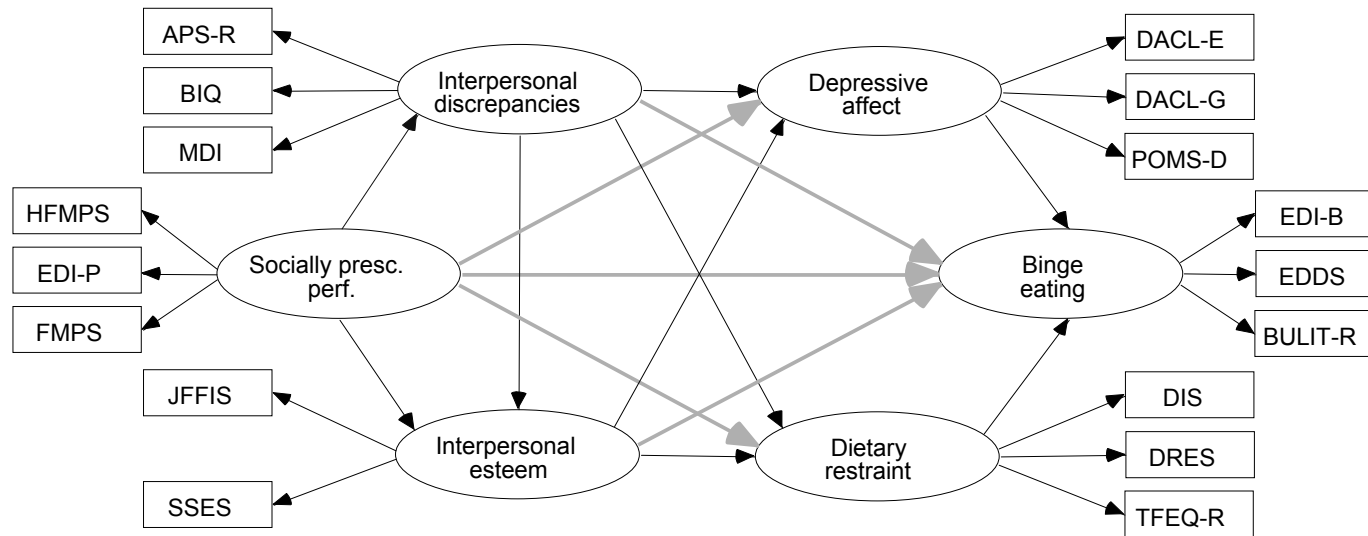 APS-R
BIQ
MDI
Interpersonal
discrepancies
Depressive
affect
DACL-E
DACL-G
POMS-D
HFMPS
EDI-P
FMPS
Socially presc.
perf.
Binge
eating
EDI-B
EDDS
BULIT-R
JFFIS
SSES
Interpersonal
esteem
Dietary
restraint
DIS
DRES
TFEQ-R